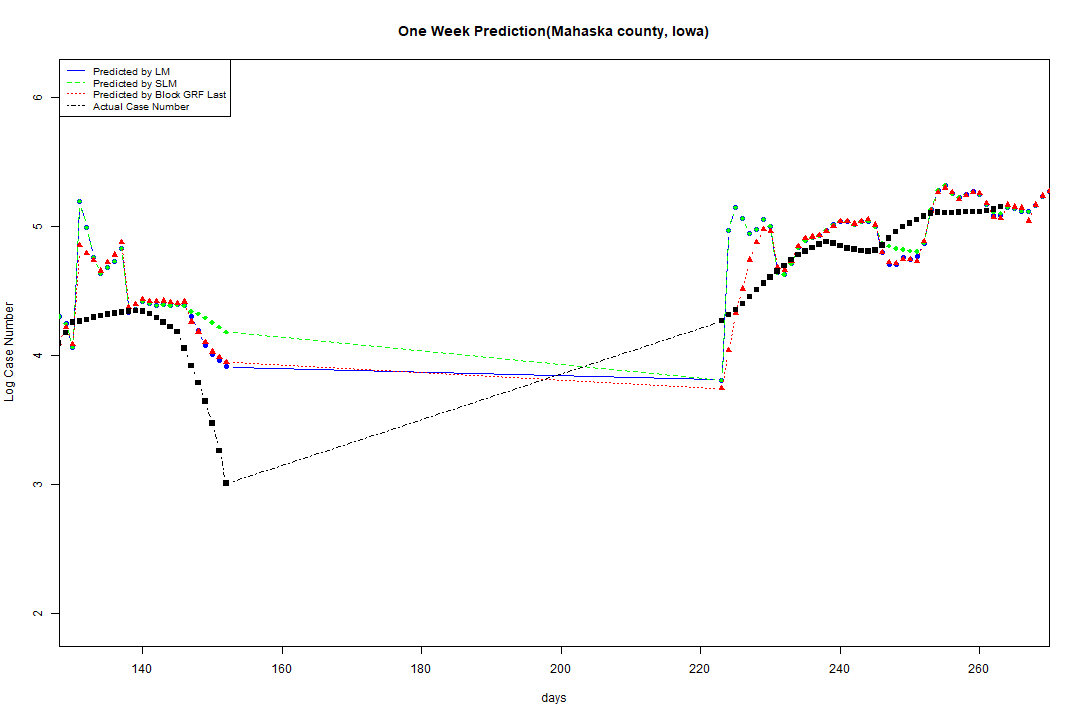 One Week Prediction(Mahaska county, Iowa)
Predicted by LM
Predicted by SLM
Predicted by Block GRF Last
Actual Case Number
6
5
4
3
2
Log Case Number
140 160 180 200 220 240 260
days